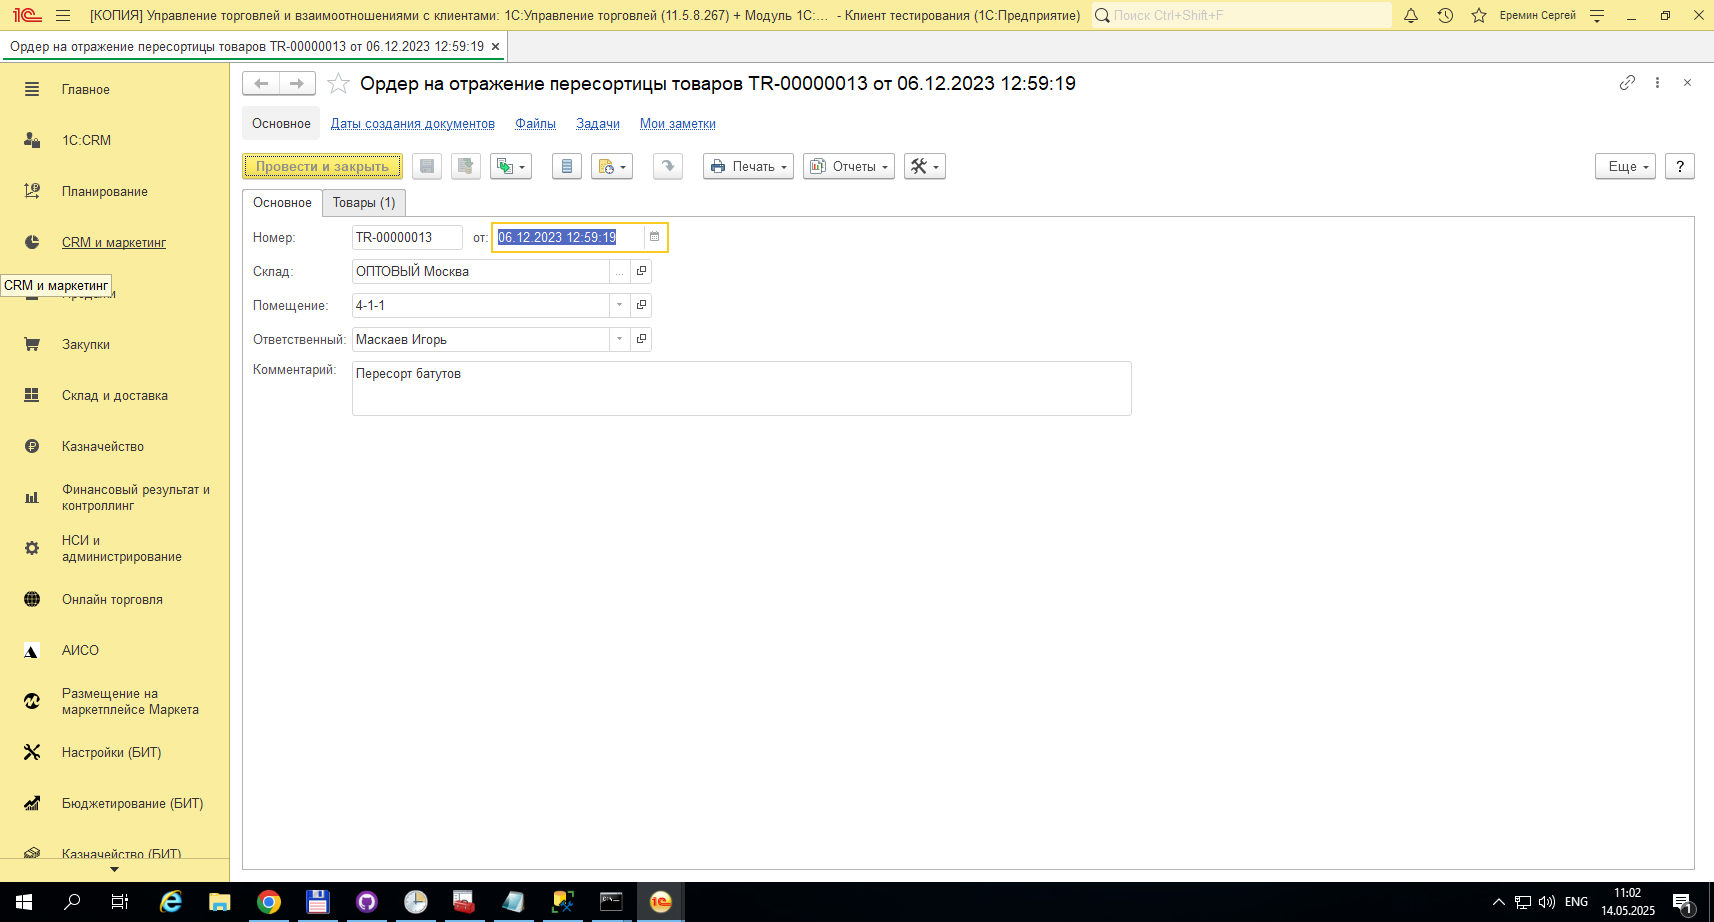 [КОПИЯ] Управление торговлей и взаимоотношениями с клиентами: 1С:Управление торговлей (11.5.8.267) + Модуль 1С:... - Клиент тестирования (1С:Предприятие)
Поиск Ctrl+Shift+F
Еремин Сергей
Ордер на отражение пересортицы товаров TR-00000013 от 06.12.2023 12:59:19
Главное
1С:CRM
Планирование
CRM и маркетинг
CRM и маркетинг
Закупки
Склад и доставка
Казначейство
Финансовый результат и
контроллинг
НСИ и
администрирование
Онлайн торговля
АИСО
Размещение на
маркетплейсе Маркета
Настройки (БИТ)
Бюджетирование (БИТ)
Казначейство (БИТ)
Ордер на отражение пересортицы товаров TR-00000013 от 06.12.2023 12:59:19
Основное Даты создания документов Файлы Задачи Мои заметки
Провести и закрыть Печать Отчеты Еще ?
Основное Товары (1)
Номер: TR-00000013 от: 06.12.2023 12:59:19
Склад: ОПТОВЫЙ Москва ...
Помещение: 4-1-1
Ответственный: Маскаев Игорь
Комментарий: Пересорт батутов
ENG
11:02
14.05.2025
1